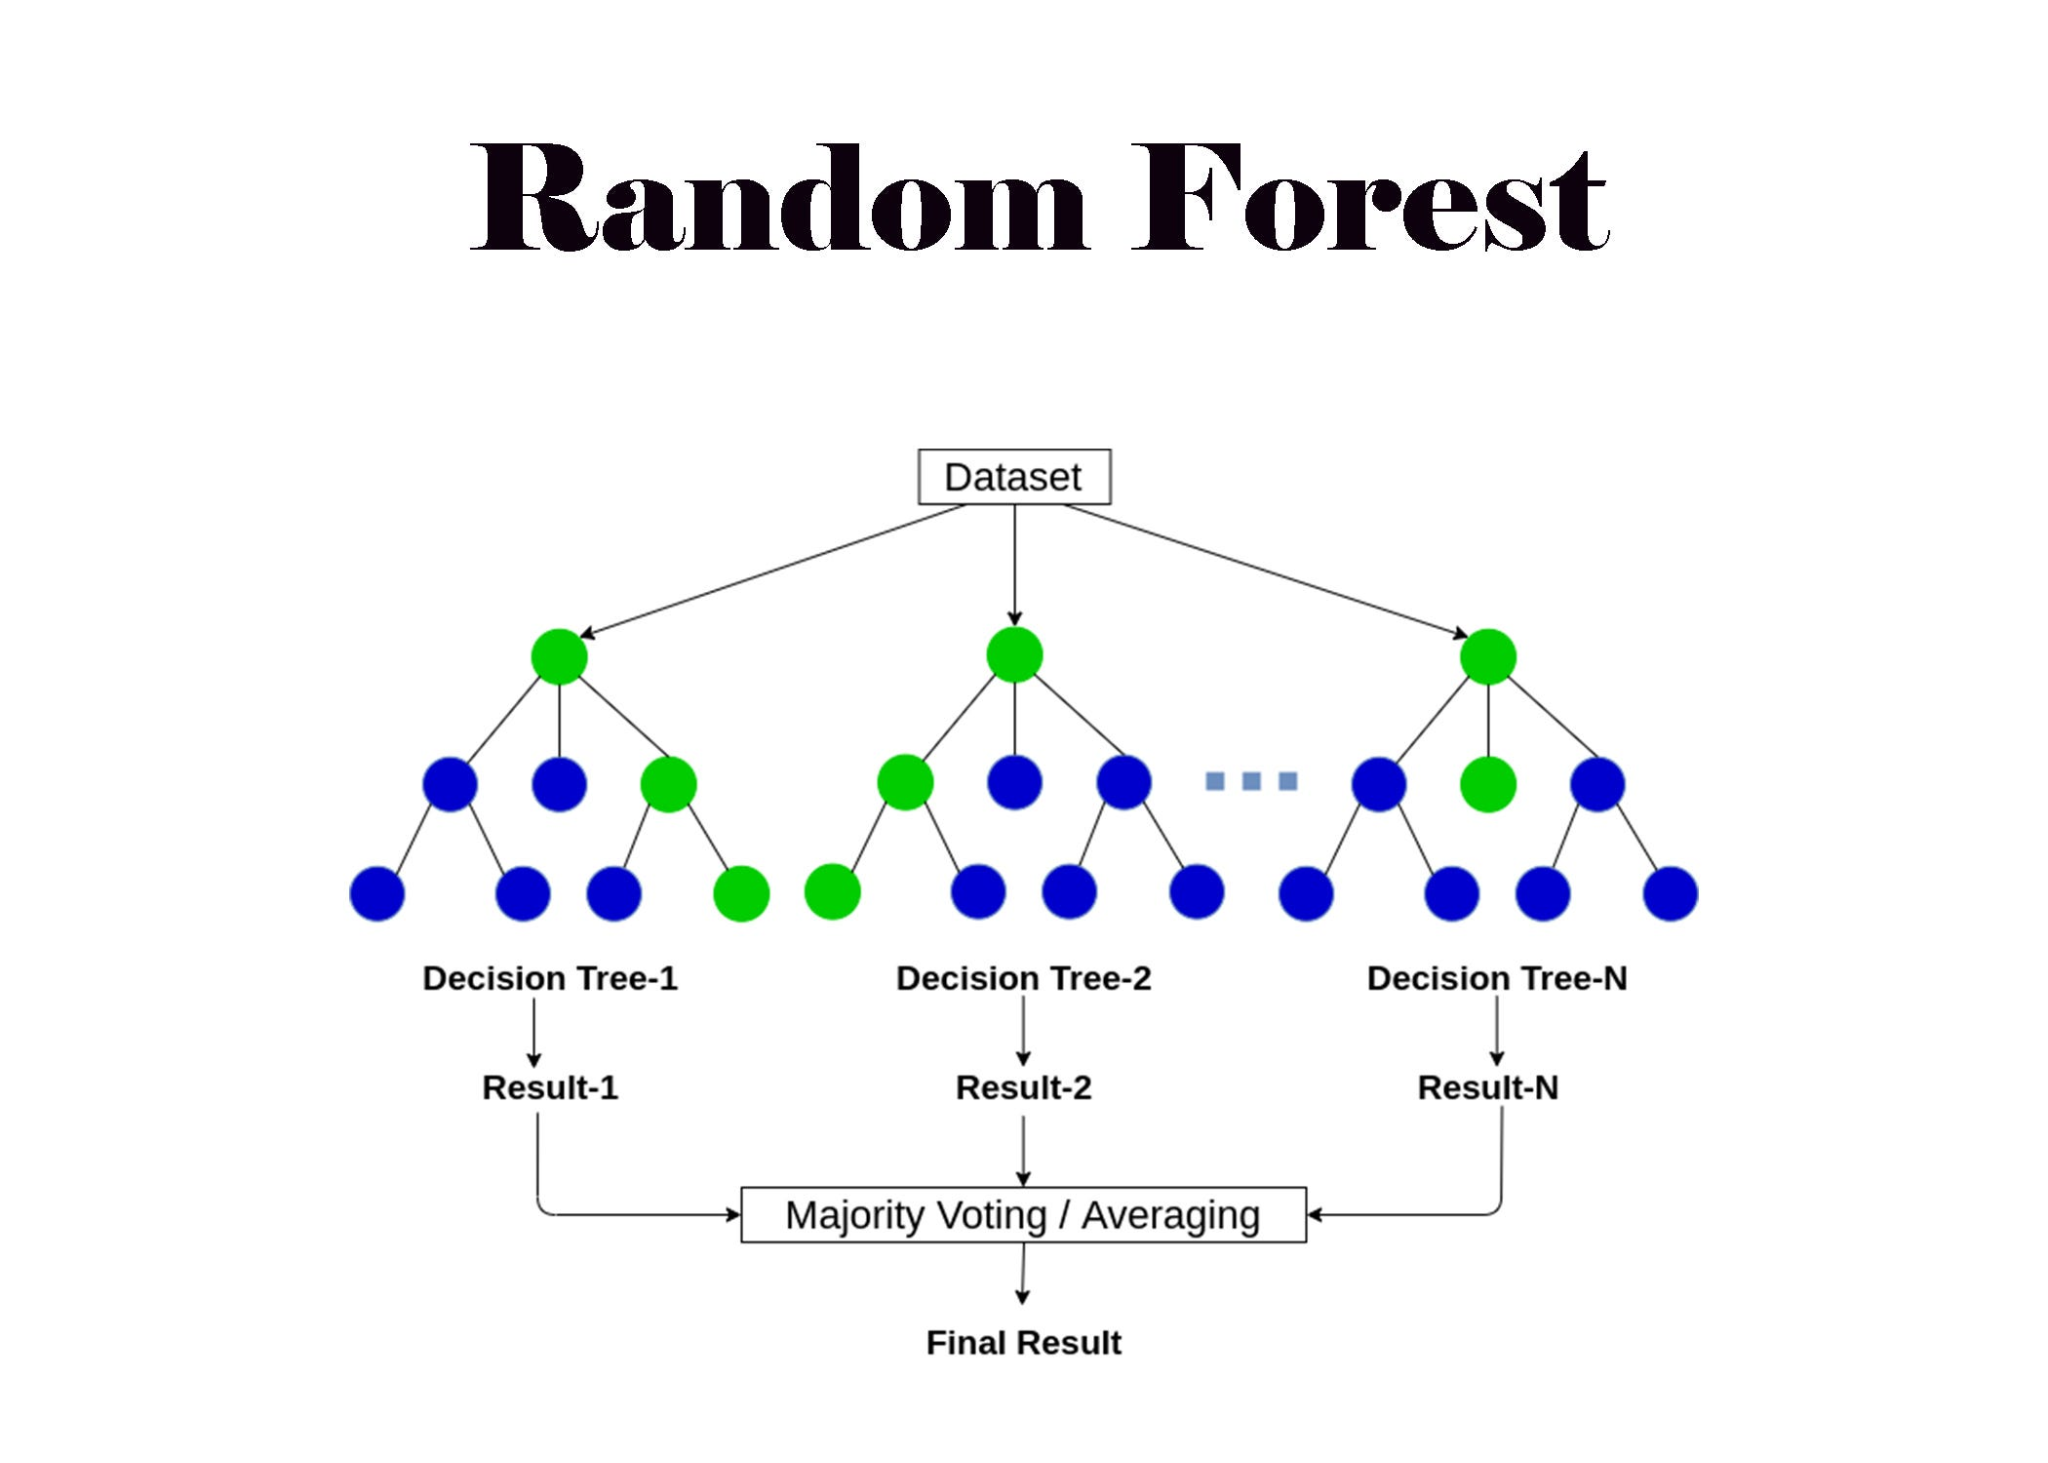 Random Forest
Dataset
Decision Tree-1
Decision Tree-2
Decision Tree-N
Result-1
Result-2
Result-N
Majority Voting / Averaging
Final Result